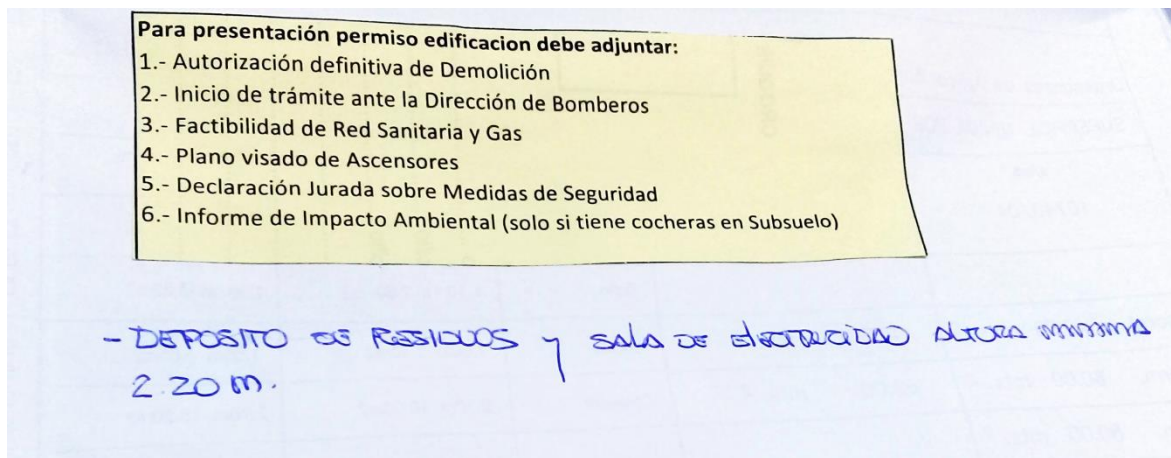 Para presentación permiso edificacion debe adjuntar:
1.- Autorización definitiva de Demolición
2.- Inicio de trámite ante la Dirección de Bomberos
3.- Factibilidad de Red Sanitaria y Gas
4.- Plano visado de Ascensores
5.- Declaración Jurada sobre Medidas de Seguridad
6.- Informe de Impacto Ambiental (solo si tiene cocheras en Subsuelo)
- DEPOSITO DE RESIDUOS y SALA DE ELECTRICIDAD ALTURA MINIMA
2.20 m.